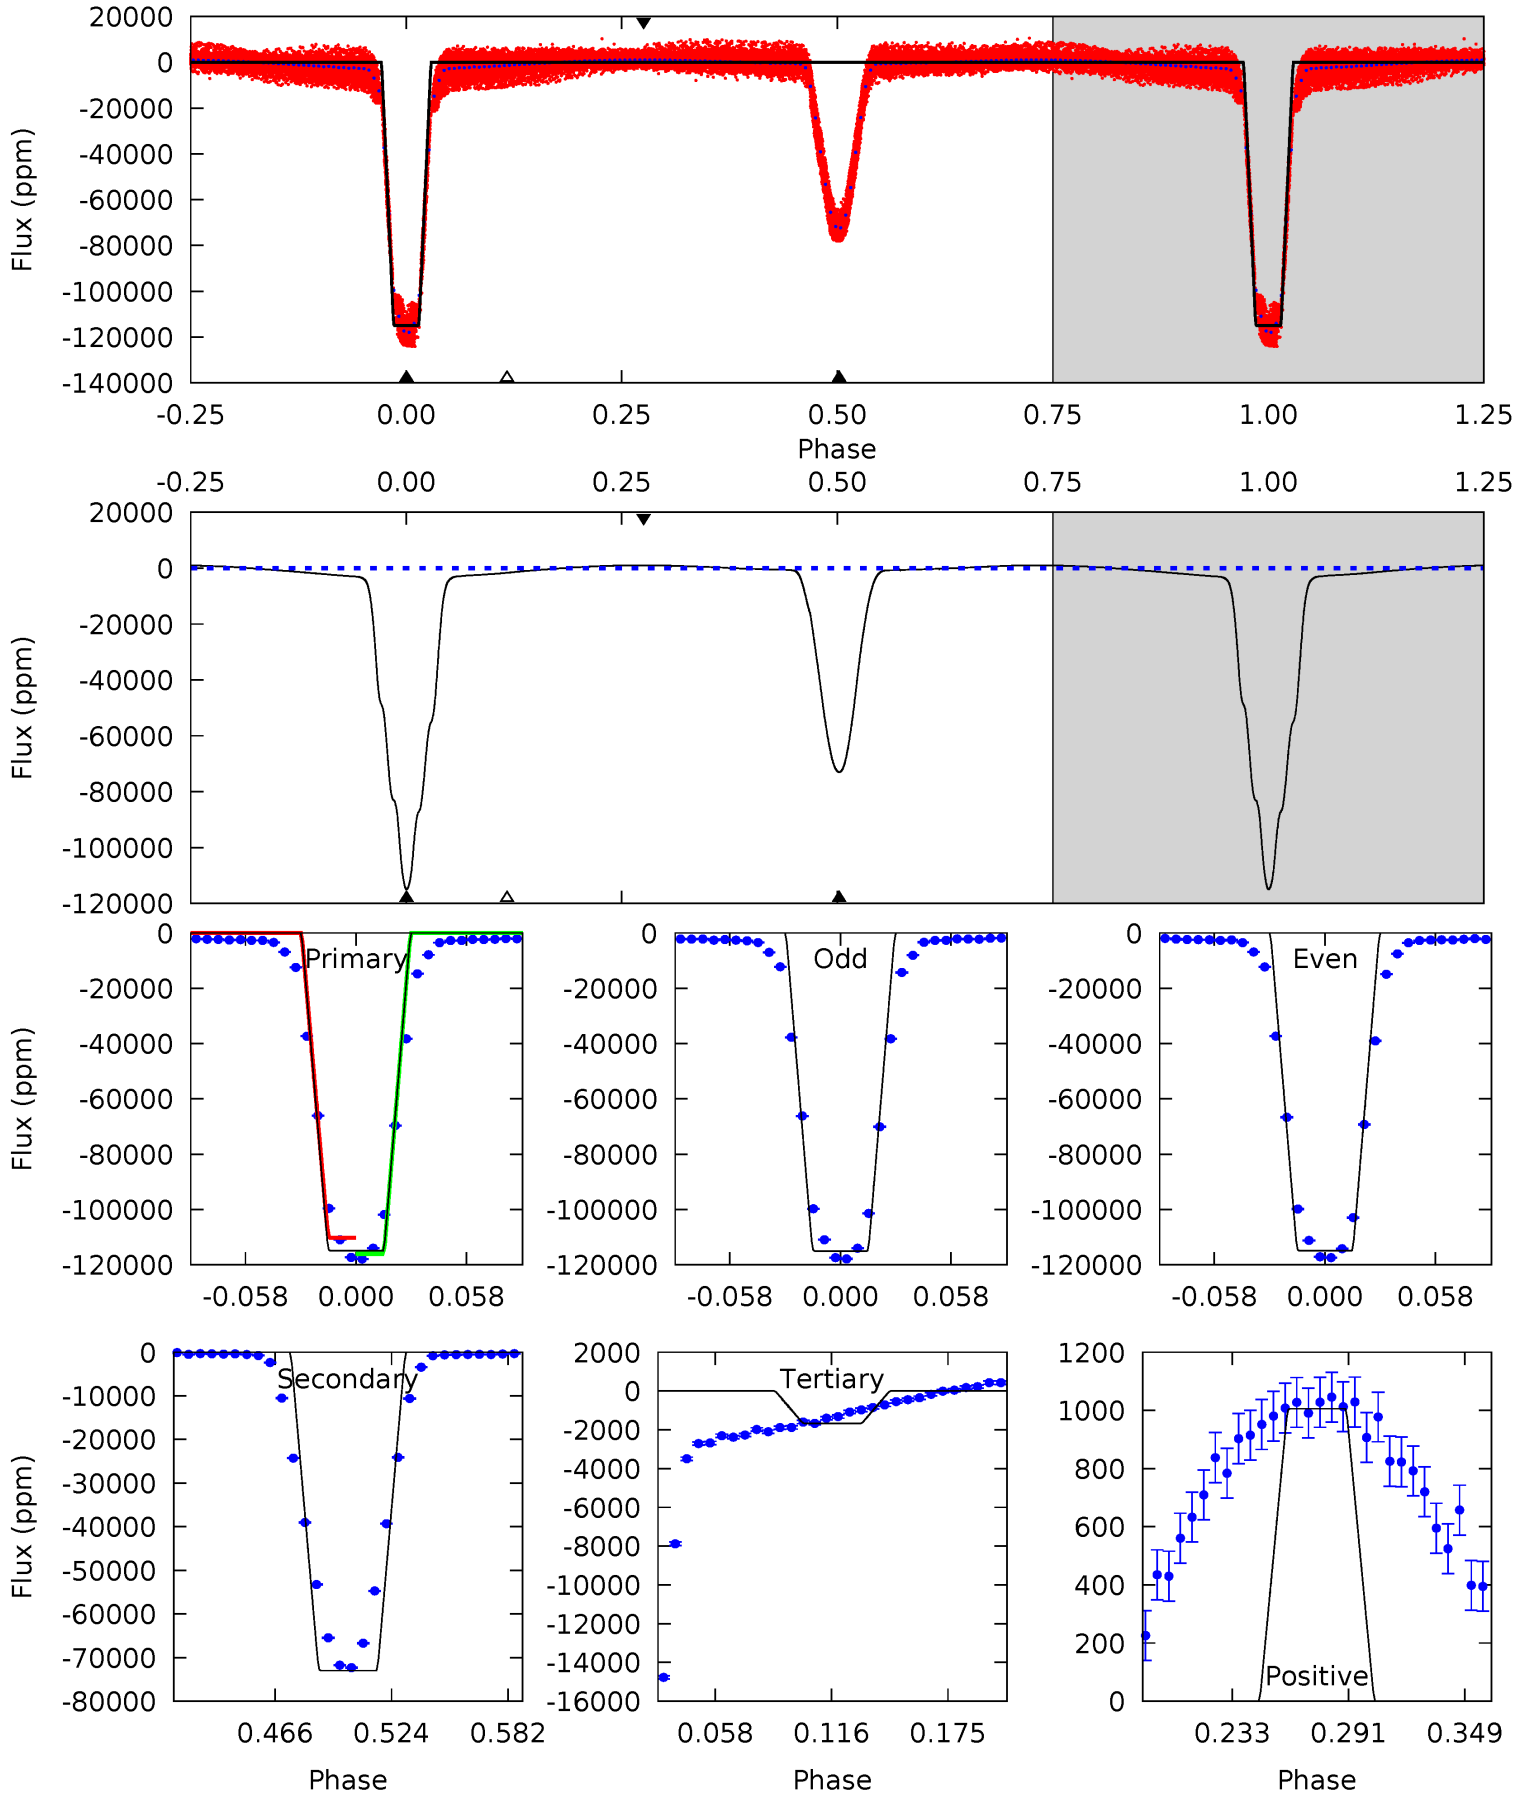 20000
0
-20000
-40000
-60000
-80000
-100000
-120000
-140000
Flux (ppm)
-0.25 0.00 0.25 0.50 0.75 1.00 1.25
Phase
-0.25 0.00 0.25 0.50 0.75 1.00 1.25
20000
0
-20000
-40000
-60000
-80000
-100000
-120000
Flux (ppm)
Primary
0
-20000
-40000
-60000
-80000
-100000
-120000
Flux (ppm)
-0.058 0.000 0.058
Odd
0
-20000
-40000
-60000
-80000
-100000
-120000
-0.058 0.000 0.058
Even
0
-20000
-40000
-60000
-80000
-100000
-120000
-0.058 0.000 0.058
Secondary
0
-10000
-20000
-30000
-40000
-50000
-60000
-70000
-80000
Flux (ppm)
0.466 0.524 0.582
Phase
Tertiary
2000
0
-2000
-4000
-6000
-8000
-10000
-12000
-14000
-16000
0.058 0.116 0.175
Phase
Positive
1200
1000
800
600
400
200
0
0.233 0.291 0.349
Phase